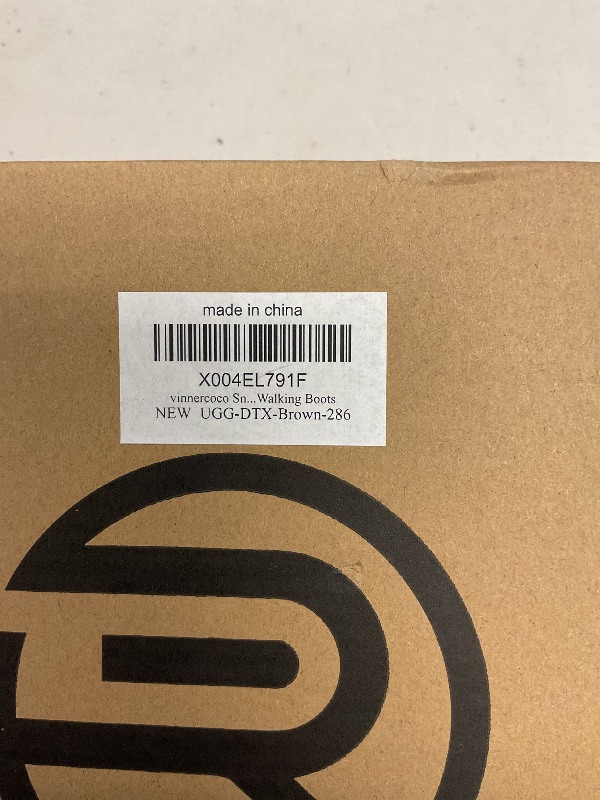 made in china
X004EL791F
vinnercoco Sn...Walking Boots
NEW UGG-DTX-Brown-286